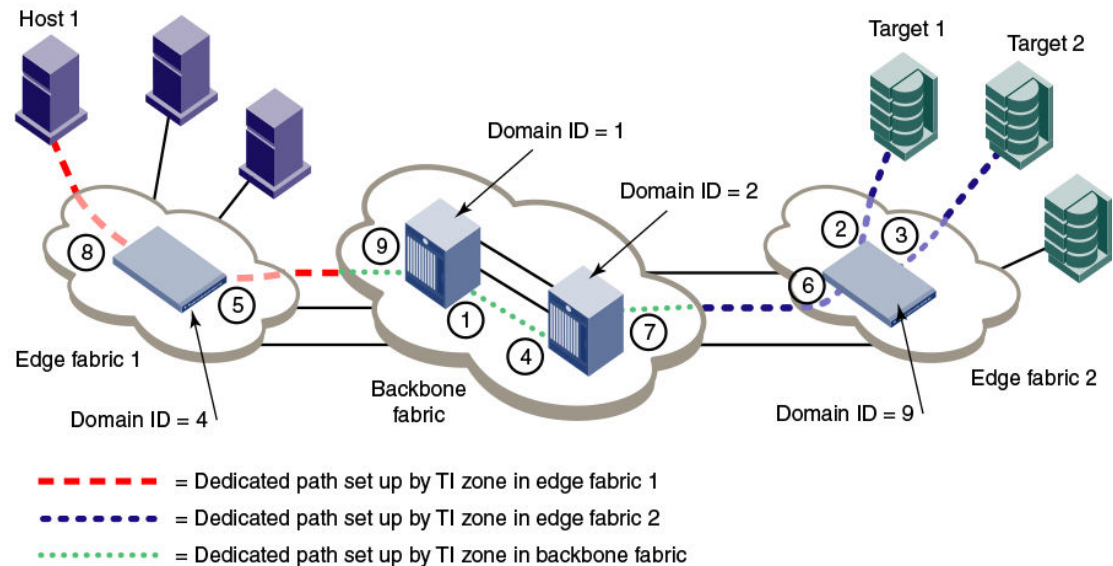 Host 1
Target 1
Target 2
Domain ID = 1
Domain ID = 2
8
5
9
1
4
7
2
3
6
Edge fabric 1
Backbone
fabric
Edge fabric 2
Domain ID = 4
Domain ID = 9
= Dedicated path set up by TI zone in edge fabric 1
= Dedicated path set up by TI zone in edge fabric 2
= Dedicated path set up by TI zone in backbone fabric